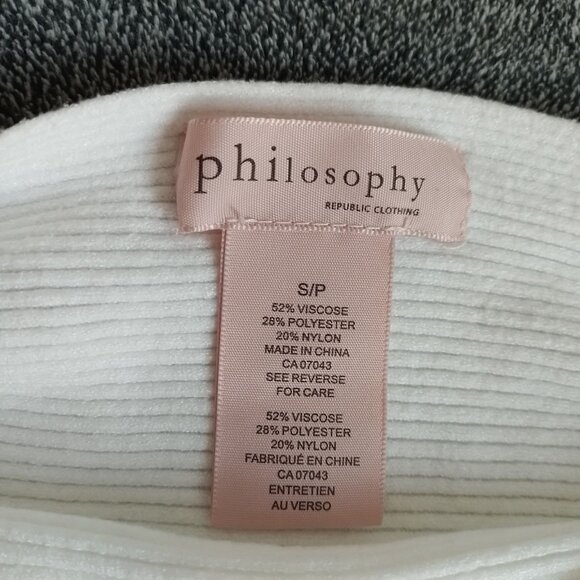 philosophy
REPUBLIC CLOTHING
S/P
52% VISCOSE
28% POLYESTER
20% NYLON
MADE IN CHINA
CA 07043
SEE REVERSE
FOR CARE
52% VISCOSE
28% POLYESTER
20% NYLON
FABRIQUÉ EN CHINE
CA 07043
ENTRETIEN
AU VERSO